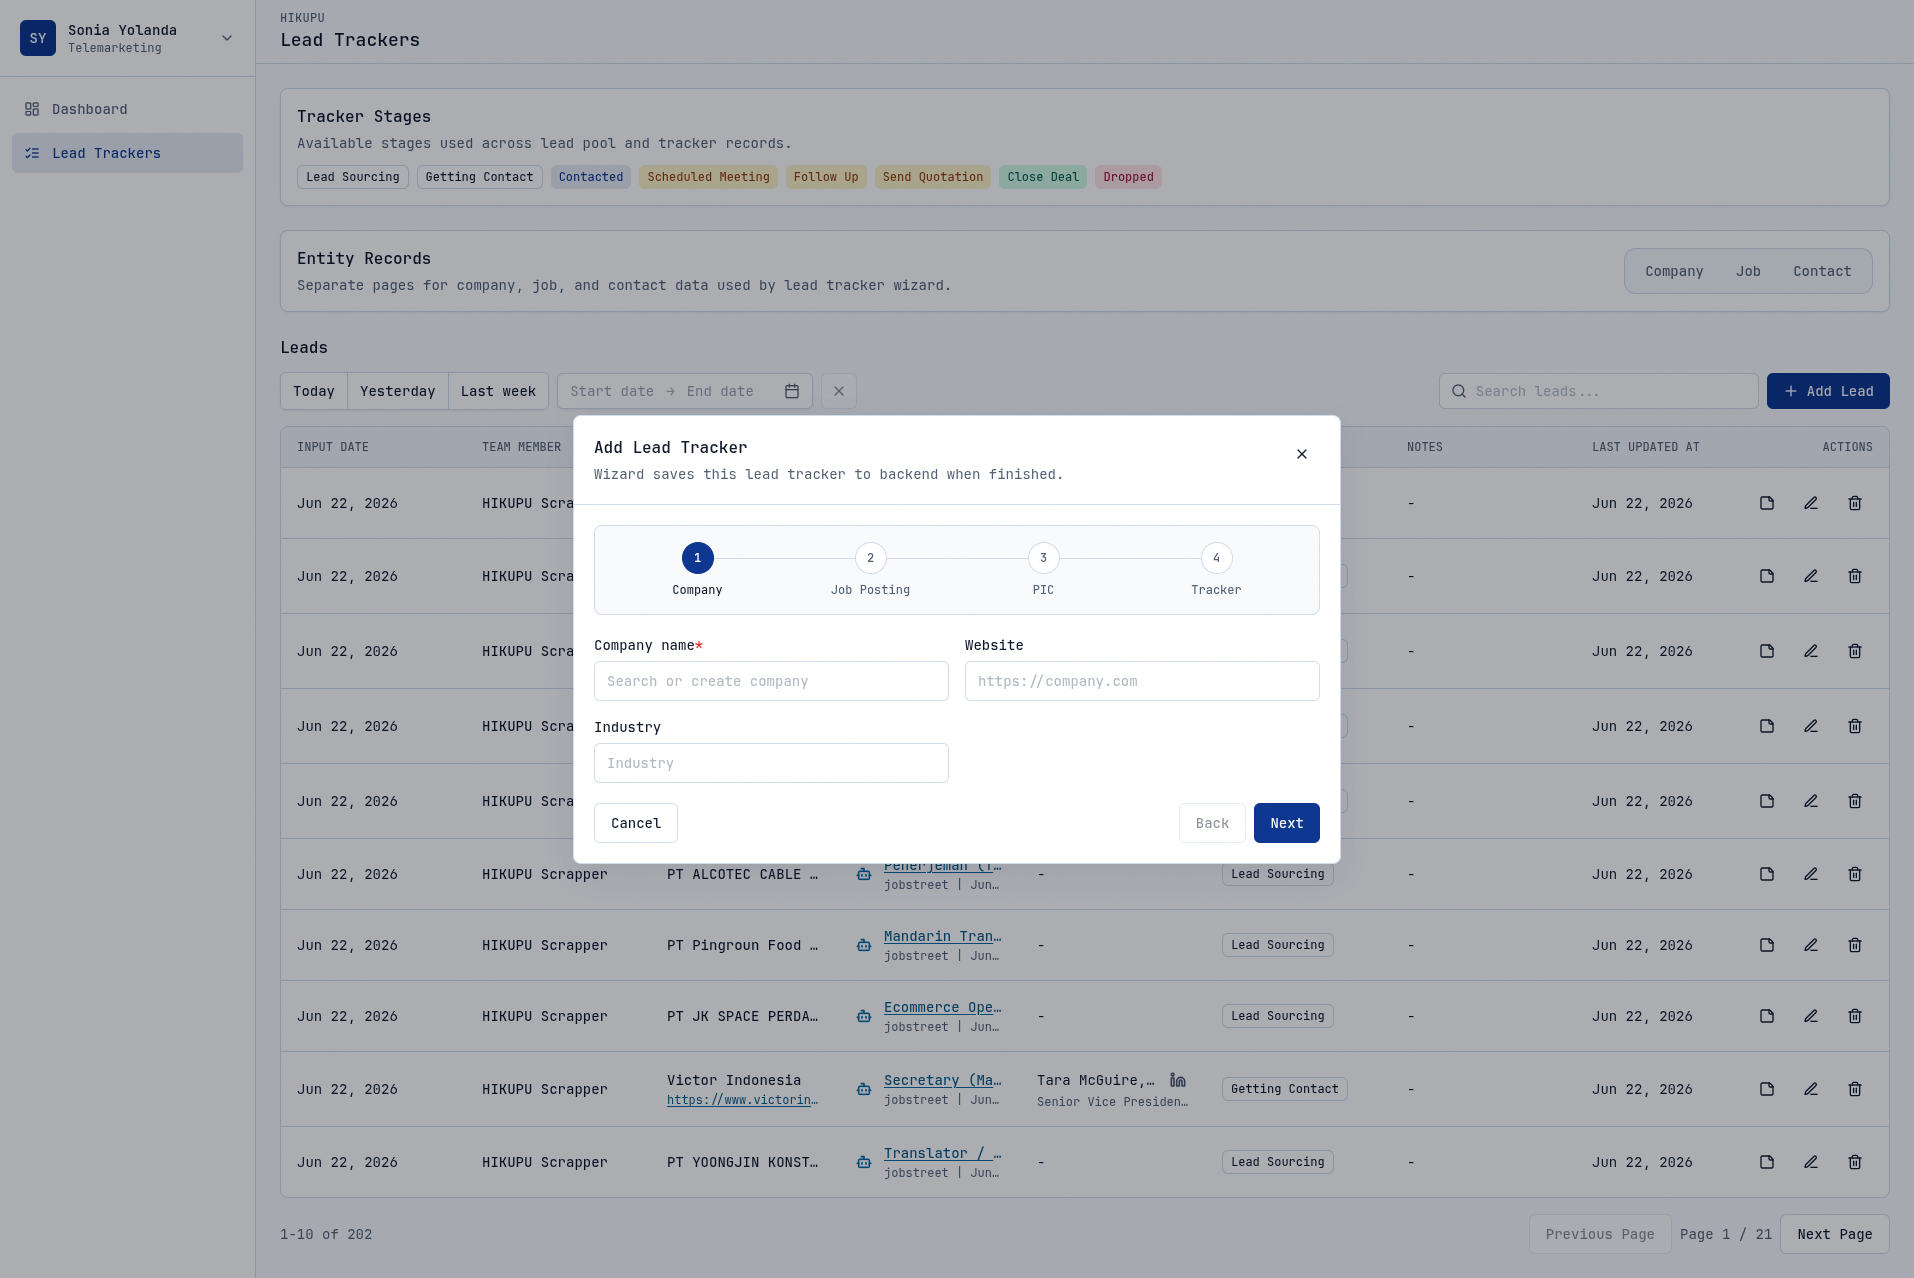 SY
Sonia Yolanda
Telemarketing
Dashboard
Lead Trackers
HIKUPU
Lead Trackers
Tracker Stages
Available stages used across lead pool and tracker records.
Lead Sourcing Getting Contact Contacted Scheduled Meeting Follow Up Send Quotation Close Deal Dropped
Entity Records
Separate pages for company, job, and contact data used by lead tracker wizard.
Company Job Contact
Leads
Today Yesterday Last week Start date → End date
Search leads...
+ Add Lead
INPUT DATE TEAM MEMBER NOTES LAST UPDATED AT ACTIONS
Jun 22, 2026 HIKUPU Scra - Jun 22, 2026
Jun 22, 2026 HIKUPU Scra - Jun 22, 2026
Jun 22, 2026 HIKUPU Scra - Jun 22, 2026
Jun 22, 2026 HIKUPU Scra - Jun 22, 2026
Jun 22, 2026 HIKUPU Scra - Jun 22, 2026
Add Lead Tracker
Wizard saves this lead tracker to backend when finished.
1 2 3 4
Company Job Posting PIC Tracker
Company name* Website
Search or create company https://company.com
Industry
Industry
Cancel Back Next
Jun 22, 2026 HIKUPU Scrapper PT ALCOTEC CABLE … Penerjemah (T… - Lead Sourcing - Jun 22, 2026
jobstreet | Jun…
Jun 22, 2026 HIKUPU Scrapper PT Pingroun Food … Mandarin Tran… - Lead Sourcing - Jun 22, 2026
jobstreet | Jun…
Jun 22, 2026 HIKUPU Scrapper PT JK SPACE PERDA… Ecommerce Ope… - Lead Sourcing - Jun 22, 2026
jobstreet | Jun…
Jun 22, 2026 HIKUPU Scrapper Victor Indonesia Secretary (Ma… Tara McGuire,… Getting Contact - Jun 22, 2026
https://www.victorin… jobstreet | Jun… Senior Vice Presiden…
Jun 22, 2026 HIKUPU Scrapper PT YOONGJIN KONST… Translator / … - Lead Sourcing - Jun 22, 2026
jobstreet | Jun…
1-10 of 202
Previous Page Page 1 / 21 Next Page